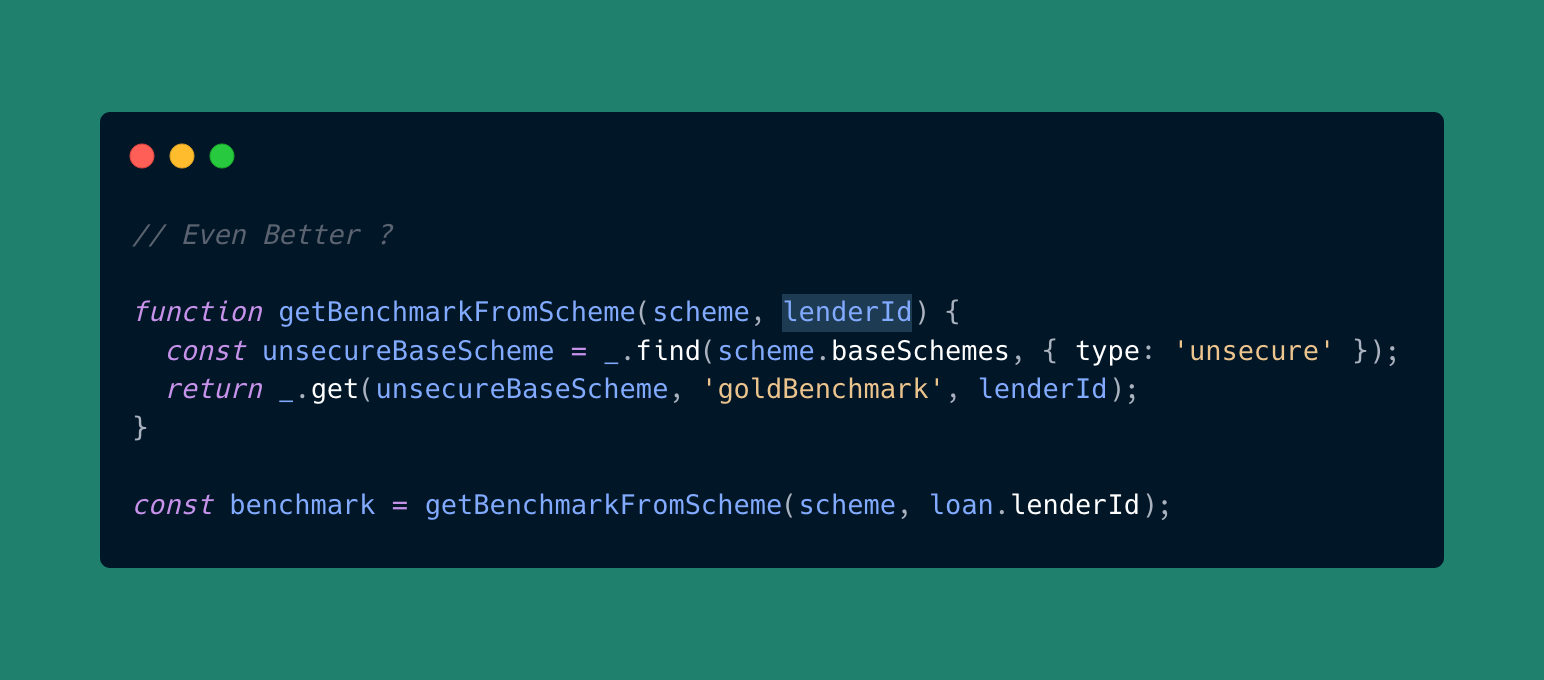 // Even Better ?
function getBenchmarkFromScheme(scheme, lenderId) {
  const unsecureBaseScheme = _.find(scheme.baseSchemes, { type: 'unsecure' });
  return _.get(unsecureBaseScheme, 'goldBenchmark', lenderId);
}
const benchmark = getBenchmarkFromScheme(scheme, loan.lenderId);